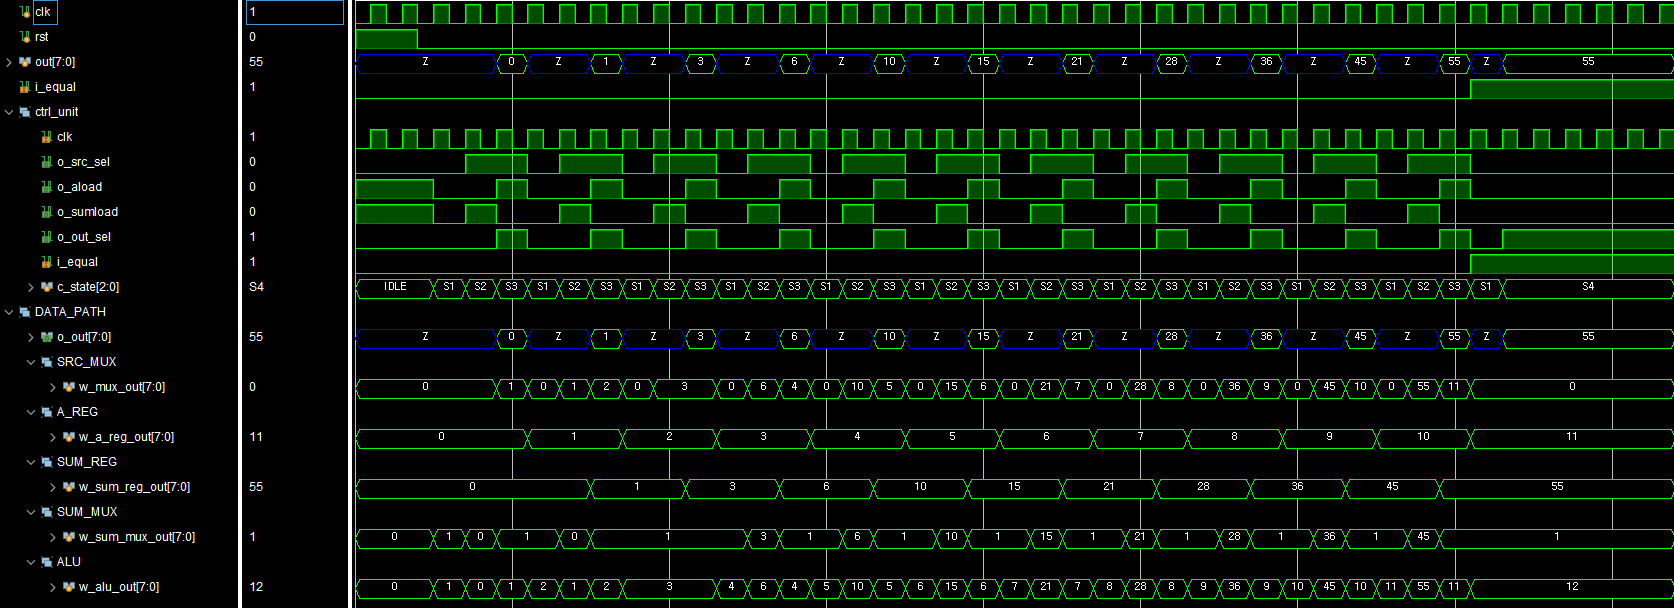 clk 1
rst 0
out[7:0] 55 Z 0 Z 1 Z 3 Z 6 Z 10 Z 15 Z 21 Z 28 Z 36 Z 45 Z 55 Z 55
i_equal 1
ctrl_unit
clk 1
o_src_sel 0
o_aload 0
o_sumload 0
o_out_sel 1
i_equal 1
c_state[2:0] S4 IDLE S1 S2 S3 S1 S2 S3 S1 S2 S3 S1 S2 S3 S1 S2 S3 S1 S2 S3 S1 S2 S3 S1 S2 S3 S1 S2 S3 S1 S2 S3 S1 S2 S3 S1 S4
DATA_PATH
o_out[7:0] 55 Z 0 Z 1 Z 3 Z 6 Z 10 Z 15 Z 21 Z 28 Z 36 Z 45 Z 55 Z 55
SRC_MUX
w_mux_out[7:0] 0 0 1 0 1 2 0 3 0 6 4 0 10 5 0 15 6 0 21 7 0 28 8 0 36 9 0 45 10 0 55 11 0
A_REG
w_a_reg_out[7:0] 11 0 1 2 3 4 5 6 7 8 9 10 11
SUM_REG
w_sum_reg_out[7:0] 55 0 1 3 6 10 15 21 28 36 45 55
SUM_MUX
w_sum_mux_out[7:0] 1 0 1 0 1 0 1 3 1 6 1 10 1 15 1 21 1 28 1 36 1 45 1
ALU
w_alu_out[7:0] 12 0 1 0 1 2 1 2 3 4 6 4 5 10 5 6 15 6 7 21 7 8 28 8 9 36 9 10 45 10 11 55 11 12